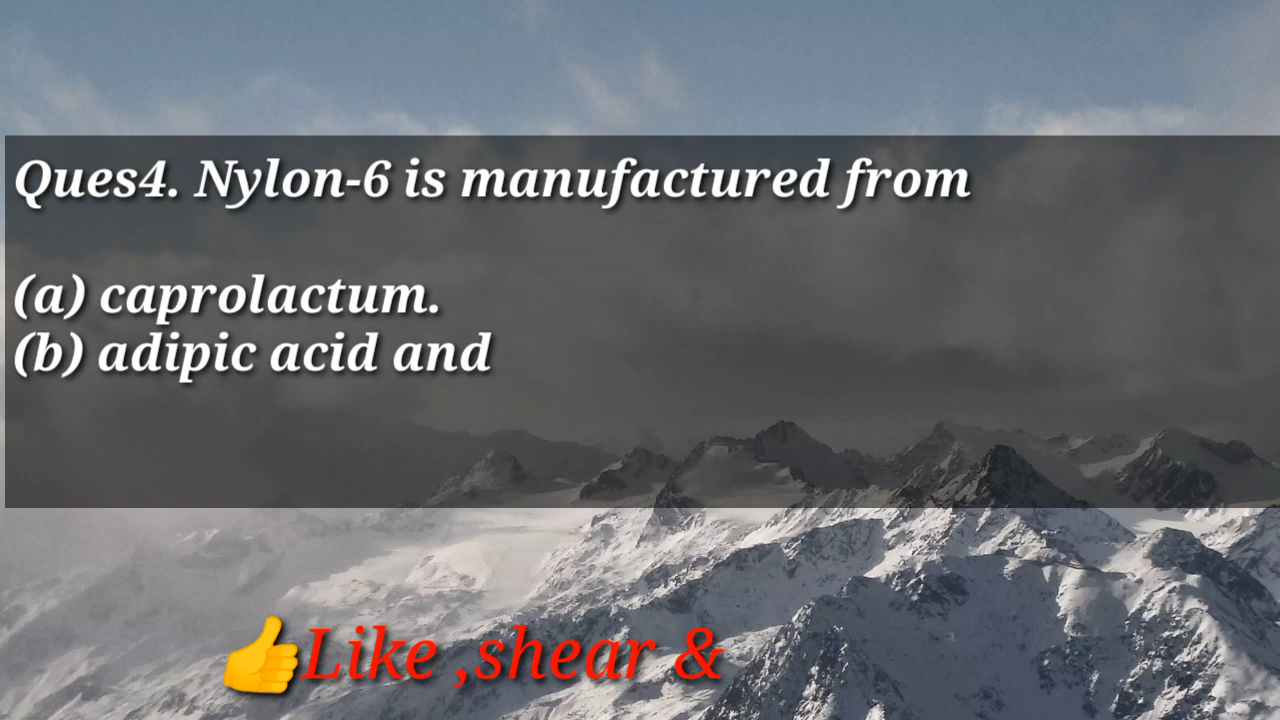 Ques4. Nylon-6 is manufactured from
(a) caprolactum.
(b) adipic acid and
👍Like ,shear &